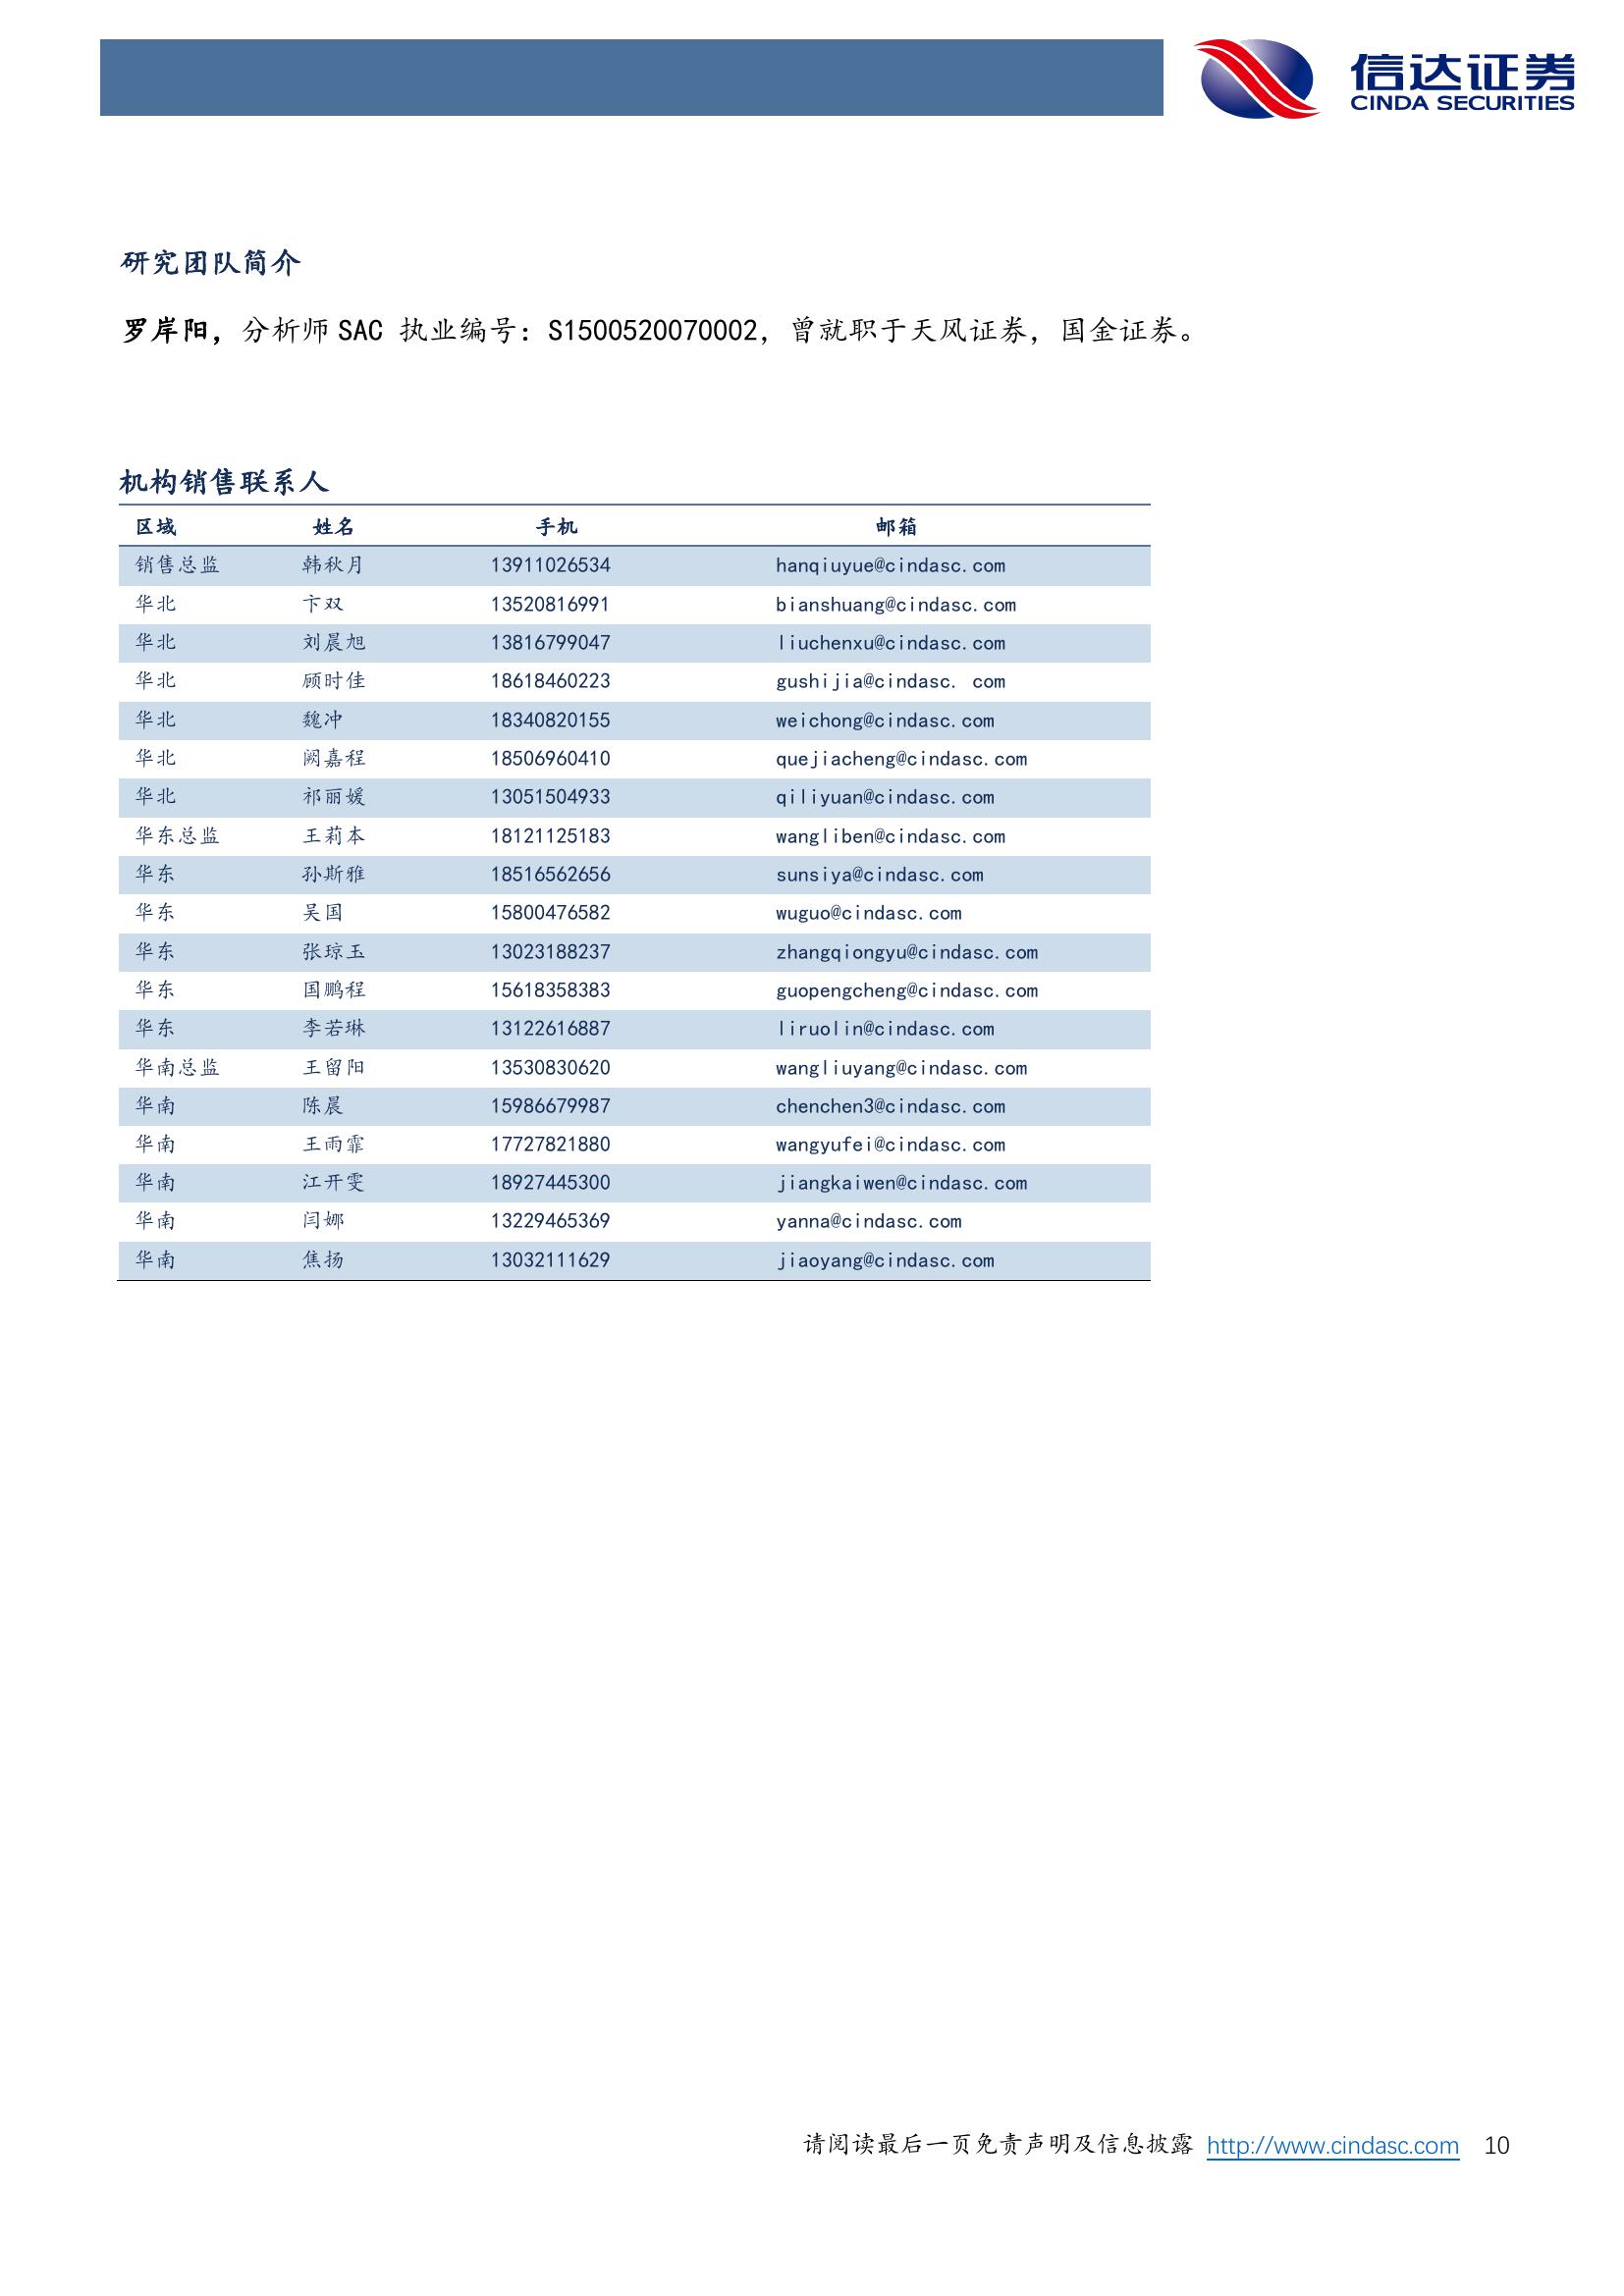 信达证券
CINDA SECURITIES
研究团队简介
罗岸阳，分析师 SAC 执业编号：S1500520070002，曾就职于天风证券，国金证券。
机构销售联系人
区域 姓名 手机 邮箱
销售总监 韩秋月 13911026534 hanqiuyue@cindasc.com
华北 卞双 13520816991 bianshuang@cindasc.com
华北 刘晨旭 13816799047 liuchenxu@cindasc.com
华北 顾时佳 18618460223 gushijia@cindasc. com
华北 魏冲 18340820155 weichong@cindasc.com
华北 阙嘉程 18506960410 quejiacheng@cindasc.com
华北 祁丽媛 13051504933 qiliyuan@cindasc.com
华东总监 王莉本 18121125183 wangliben@cindasc.com
华东 孙斯雅 18516562656 sunsiya@cindasc.com
华东 吴国 15800476582 wuguo@cindasc.com
华东 张琼玉 13023188237 zhangqiongyu@cindasc.com
华东 国鹏程 15618358383 guopengcheng@cindasc.com
华东 李若琳 13122616887 liruolin@cindasc.com
华南总监 王留阳 13530830620 wangliuyang@cindasc.com
华南 陈晨 15986679987 chenchen3@cindasc.com
华南 王雨霏 17727821880 wangyufei@cindasc.com
华南 江开雯 18927445300 jiangkaiwen@cindasc.com
华南 闫娜 13229465369 yanna@cindasc.com
华南 焦扬 13032111629 jiaoyang@cindasc.com
请阅读最后一页免责声明及信息披露 http://www.cindasc.com 10